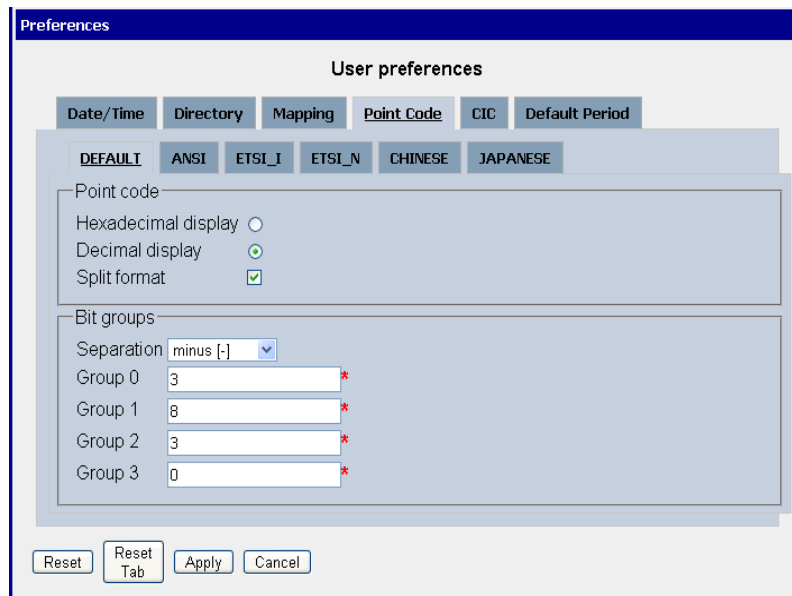 Preferences
User preferences
Date/Time Directory Mapping Point Code CIC Default Period
DEFAULT ANSI ETSI_I ETSI_N CHINESE JAPANESE
Point code
Hexadecimal display
Decimal display
Split format
Bit groups
Separation minus [-]
Group 0 3 *
Group 1 8 *
Group 2 3 *
Group 3 0 *
Reset Reset Tab Apply Cancel